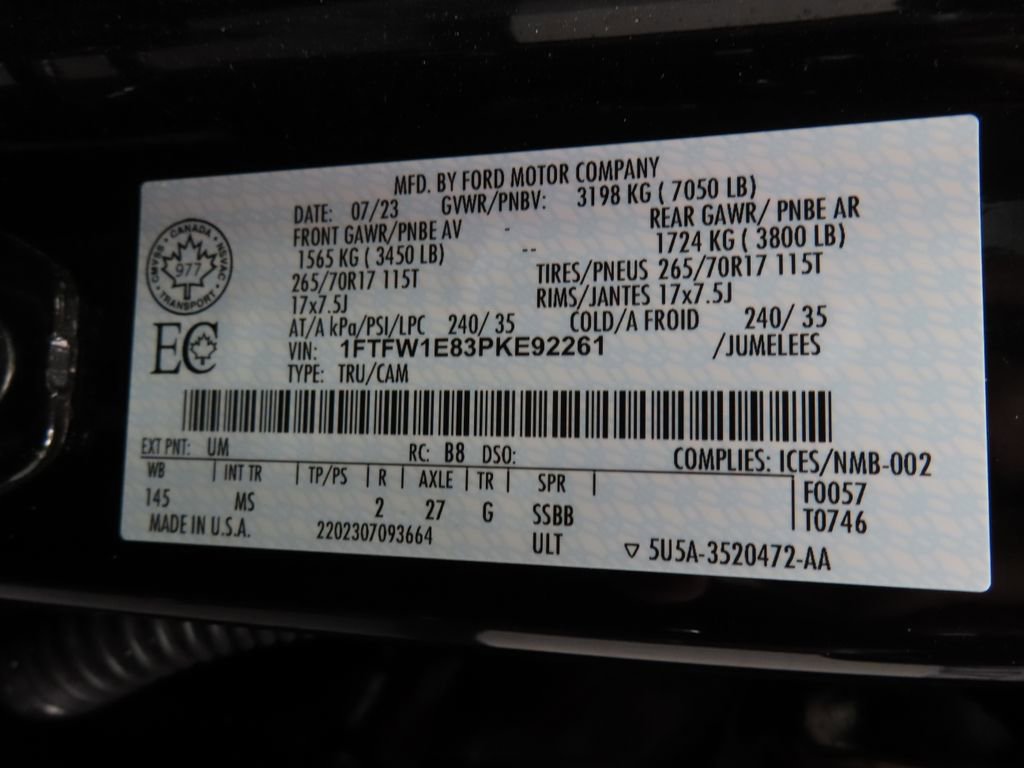 MFD. BY FORD MOTOR COMPANY
DATE: 07/23 GVWR/PNBV: 3198 KG ( 7050 LB)
FRONT GAWR/PNBE AV - REAR GAWR/ PNBE AR
1565 KG ( 3450 LB) -- 1724 KG ( 3800 LB)
265/70R17 115T TIRES/PNEUS 265/70R17 115T
17x7.5J RIMS/JANTES 17x7.5J
AT/A kPa/PSI/LPC 240/ 35 COLD/A FROID 240/ 35
VIN: 1FTFW1E83PKE92261 /JUMELEES
TYPE: TRU/CAM
CANADA
CMVSS NSVAC
977
TRANSPORT
EC
EXT PNT: UM RC: B8 DSO: COMPLIES: ICES/NMB-002
WB | INT TR | TP/PS | R | AXLE | TR | SPR | F0057
145 MS 2 27 G SSBB T0746
MADE IN U.S.A. 2202307093664 ULT ▽ 5U5A-3520472-AA